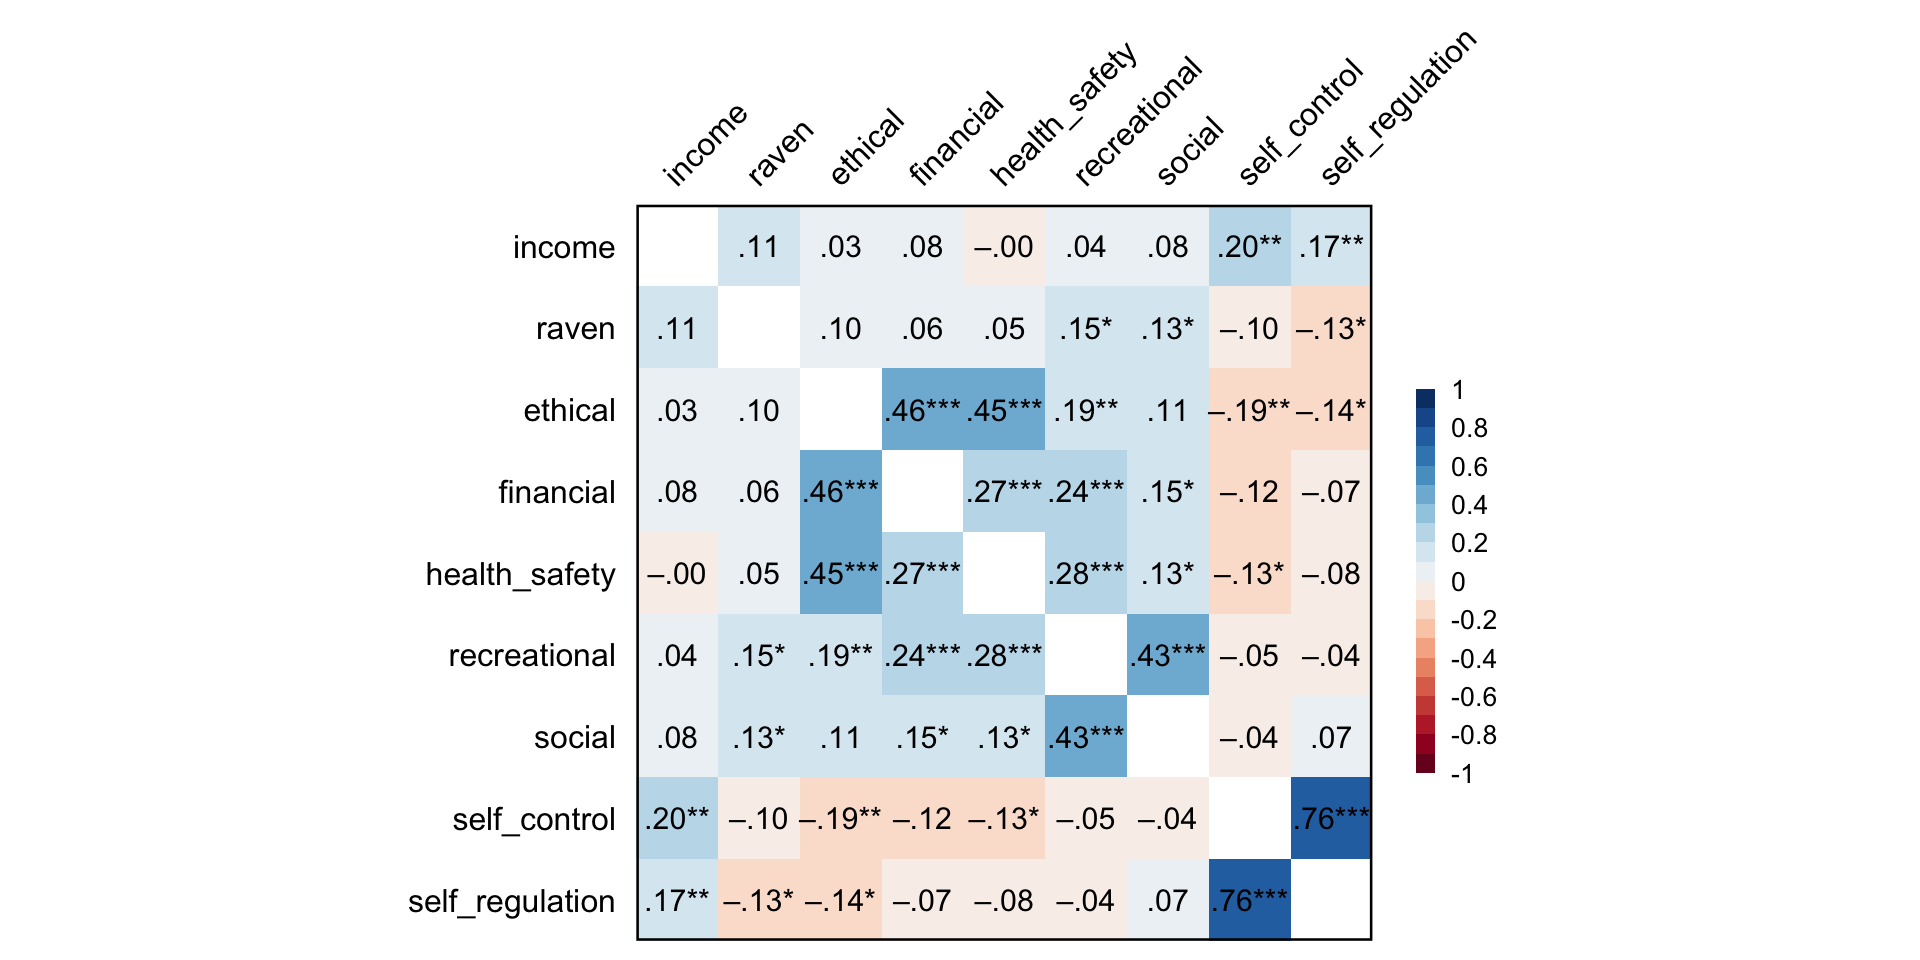 income raven ethical financial health_safety recreational social self_control self_regulation
income .11 .03 .08 –.00 .04 .08 .20** .17**
raven .11 .10 .06 .05 .15* .13* –.10 –.13*
ethical .03 .10 .46*** .45*** .19** .11 –.19** –.14*
financial .08 .06 .46*** .27*** .24*** .15* –.12 –.07
health_safety –.00 .05 .45*** .27*** .28*** .13* –.13* –.08
recreational .04 .15* .19** .24*** .28*** .43*** –.05 –.04
social .08 .13* .11 .15* .13* .43*** –.04 .07
self_control .20** –.10 –.19** –.12 –.13* –.05 –.04 .76***
self_regulation .17** –.13* –.14* –.07 –.08 –.04 .07 .76***
1
0.8
0.6
0.4
0.2
0
-0.2
-0.4
-0.6
-0.8
-1